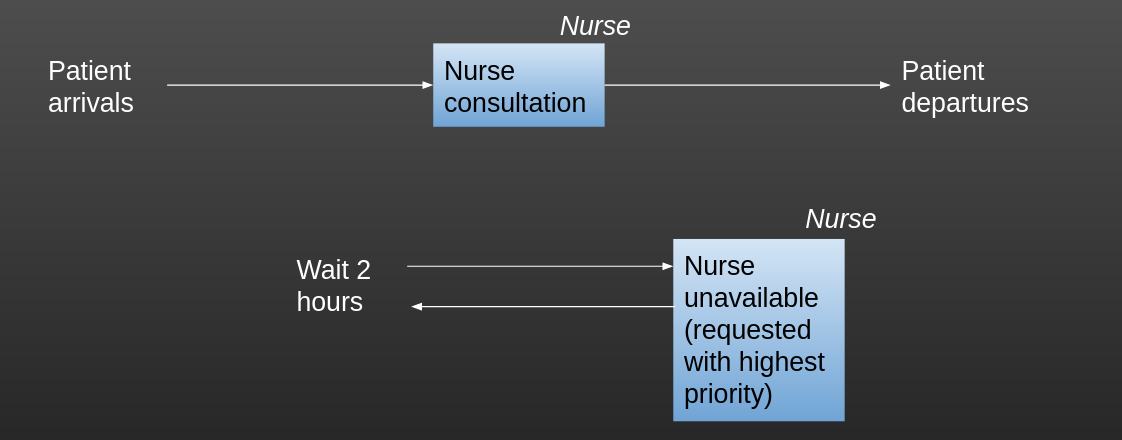 Nurse
Patient
arrivals
Nurse
consultation
Patient
departures
Nurse
Wait 2
hours
Nurse
unavailable
(requested
with highest
priority)